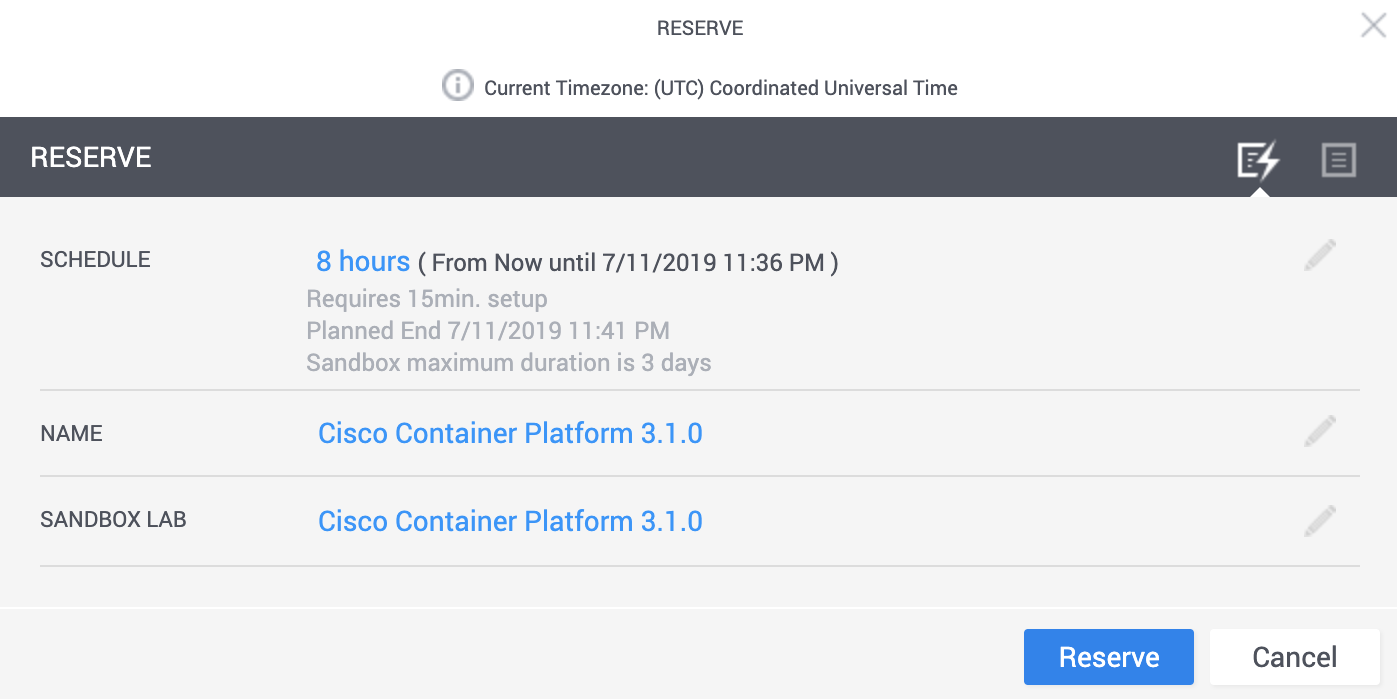 RESERVE
Current Timezone: (UTC) Coordinated Universal Time
RESERVE
SCHEDULE
8 hours ( From Now until 7/11/2019 11:36 PM )
Requires 15min. setup
Planned End 7/11/2019 11:41 PM
Sandbox maximum duration is 3 days
NAME
Cisco Container Platform 3.1.0
SANDBOX LAB
Cisco Container Platform 3.1.0
Reserve
Cancel